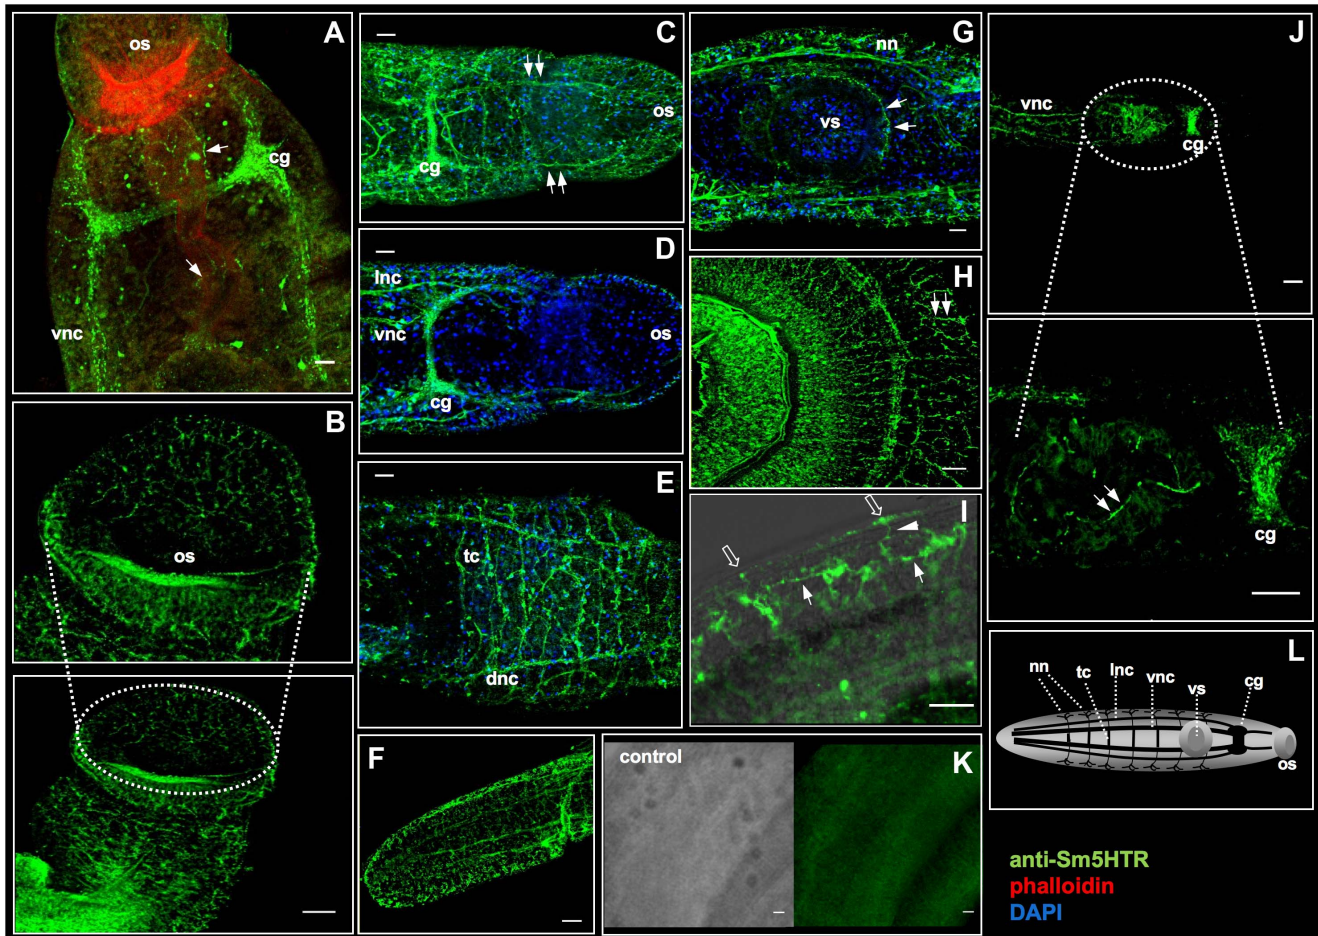 A
os
cg
vnc
B
os
C
os
cg
D
lnc
vnc
os
cg
E
tc
dnc
F
G
nn
vs
H
I
control
K
J
vnc
cg
cg
L
nn
tc
lnc
vnc
vs
cg
os
anti-Sm5HTR
phalloidin
DAPI